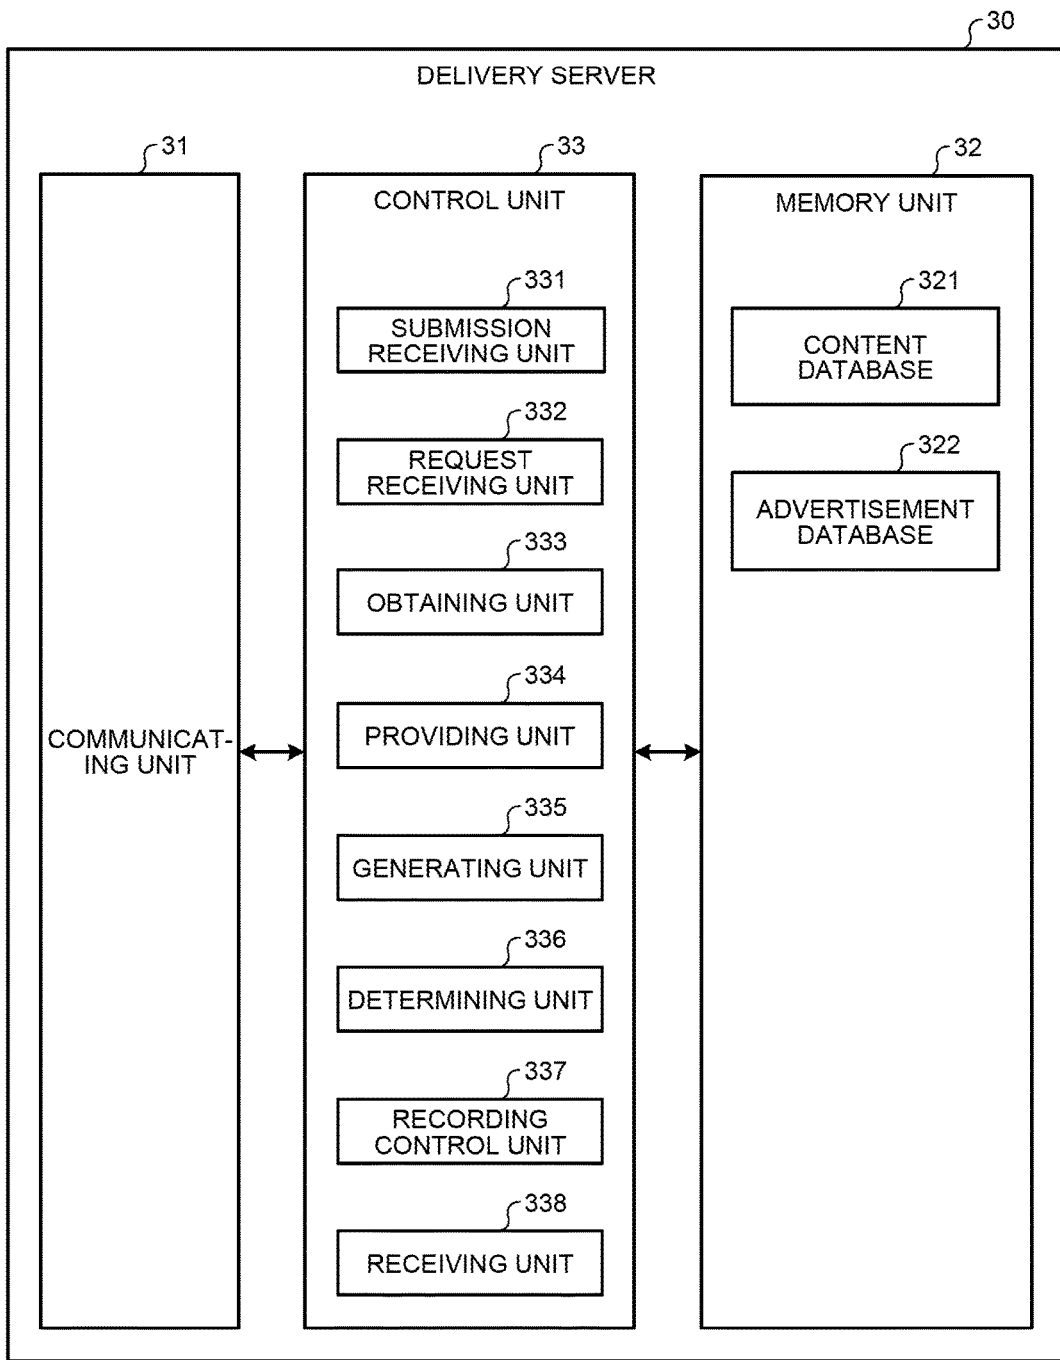 30
DELIVERY SERVER
31
COMMUNICAT-
ING UNIT
33
CONTROL UNIT
331
SUBMISSION
RECEIVING UNIT
332
REQUEST
RECEIVING UNIT
333
OBTAINING UNIT
334
PROVIDING UNIT
335
GENERATING UNIT
336
DETERMINING UNIT
337
RECORDING
CONTROL UNIT
338
RECEIVING UNIT
32
MEMORY UNIT
321
CONTENT
DATABASE
322
ADVERTISEMENT
DATABASE